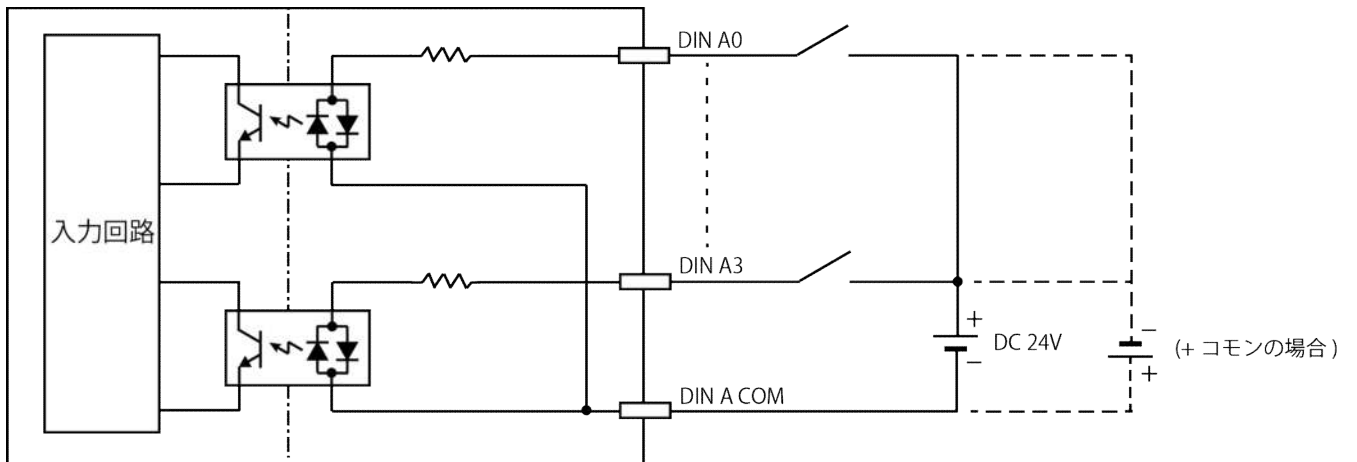 DIN A0
入力回路
DIN A3
+
DC 24V
−
−
(+ コモンの場合 )
+
DIN A COM